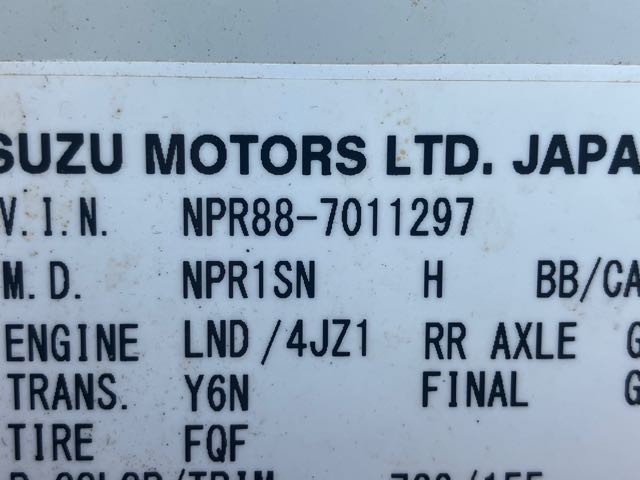 SUZU MOTORS LTD. JAPA
V.I.N. NPR88-7011297
M.D. NPR1SN H BB/CA
ENGINE LND/4JZ1 RR AXLE G
TRANS. Y6N FINAL G
TIRE FQF